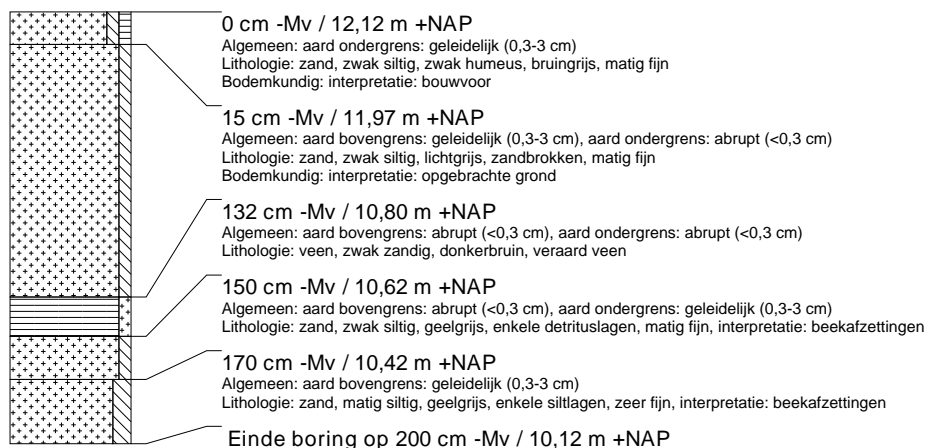 0 cm -Mv / 12,12 m +NAP
Algemeen: aard ondergrens: geleidelijk (0,3-3 cm)
Lithologie: zand, zwak siltig, zwak humeus, bruingrijs, matig fijn
Bodemkundig: interpretatie: bouwvoor
15 cm -Mv / 11,97 m +NAP
Algemeen: aard bovengrens: geleidelijk (0,3-3 cm), aard ondergrens: abrupt (<0,3 cm)
Lithologie: zand, zwak siltig, lichtgrijs, zandbrokken, matig fijn
Bodemkundig: interpretatie: opgebrachte grond
132 cm -Mv / 10,80 m +NAP
Algemeen: aard bovengrens: abrupt (<0,3 cm), aard ondergrens: abrupt (<0,3 cm)
Lithologie: veen, zwak zandig, donkerbruin, veraard veen
150 cm -Mv / 10,62 m +NAP
Algemeen: aard bovengrens: abrupt (<0,3 cm), aard ondergrens: geleidelijk (0,3-3 cm)
Lithologie: zand, zwak siltig, geelgrijs, enkele detrituslagen, matig fijn, interpretatie: beekafzettingen
170 cm -Mv / 10,42 m +NAP
Algemeen: aard bovengrens: geleidelijk (0,3-3 cm)
Lithologie: zand, matig siltig, geelgrijs, enkele siltlagen, zeer fijn, interpretatie: beekafzettingen
Einde boring op 200 cm -Mv / 10,12 m +NAP